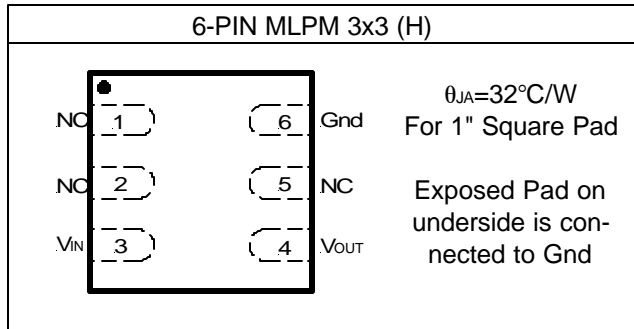 6-PIN MLPM 3x3 (H)
NC 1 6 Gnd
NC 2 5 NC
VIN 3 4 VOUT
θJA=32°C/W
For 1" Square Pad
Exposed Pad on
underside is con-
nected to Gnd